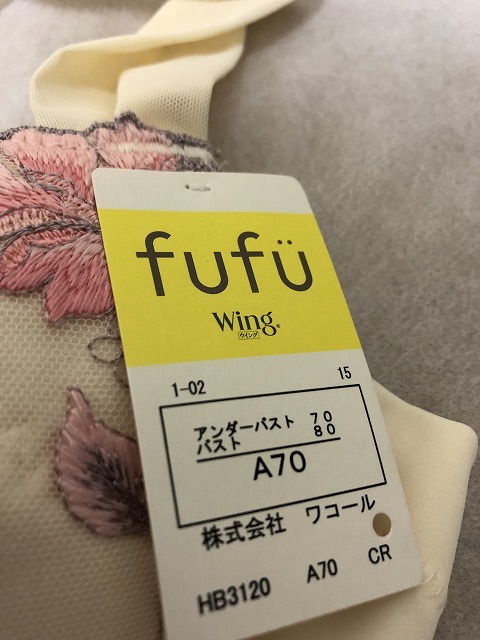 fufü
Wing®
ウイング
1-02 15
アンダーバスト 70
バスト 80
A70
株式会社 ワコール
HB3120 A70 CR